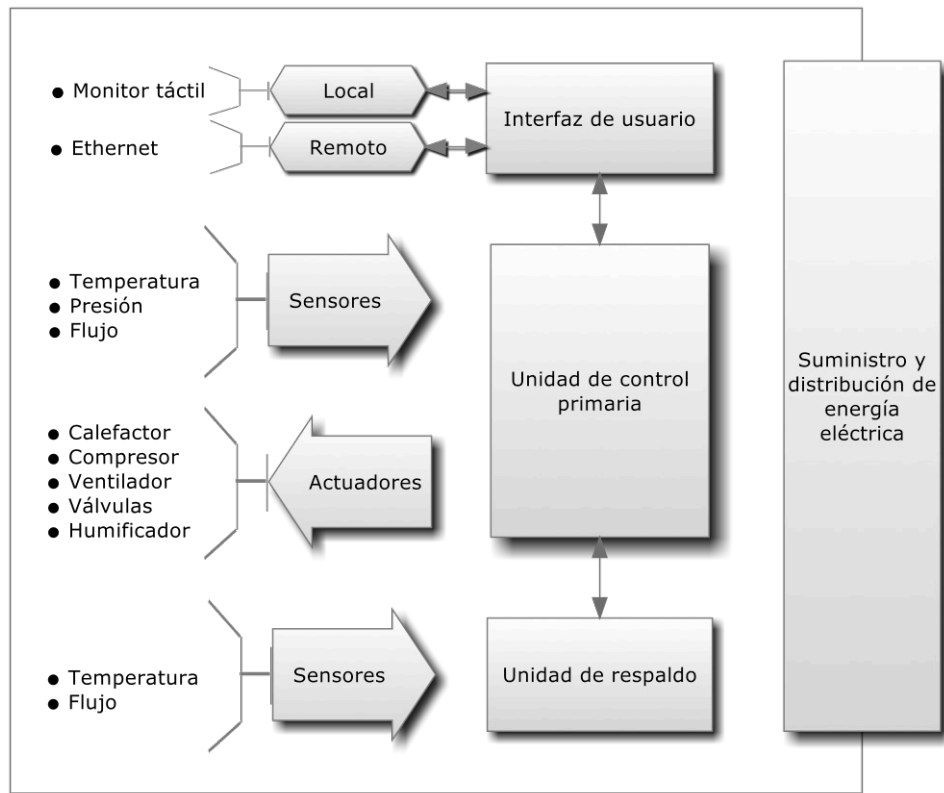 ● Monitor táctil
Local
Interfaz de usuario
● Ethernet
Remoto
● Temperatura
● Presión
● Flujo
Sensores
Unidad de control
primaria
Suministro y
distribución de
energía
eléctrica
● Calefactor
● Compresor
● Ventilador
● Válvulas
● Humificador
Actuadores
● Temperatura
● Flujo
Sensores
Unidad de respaldo